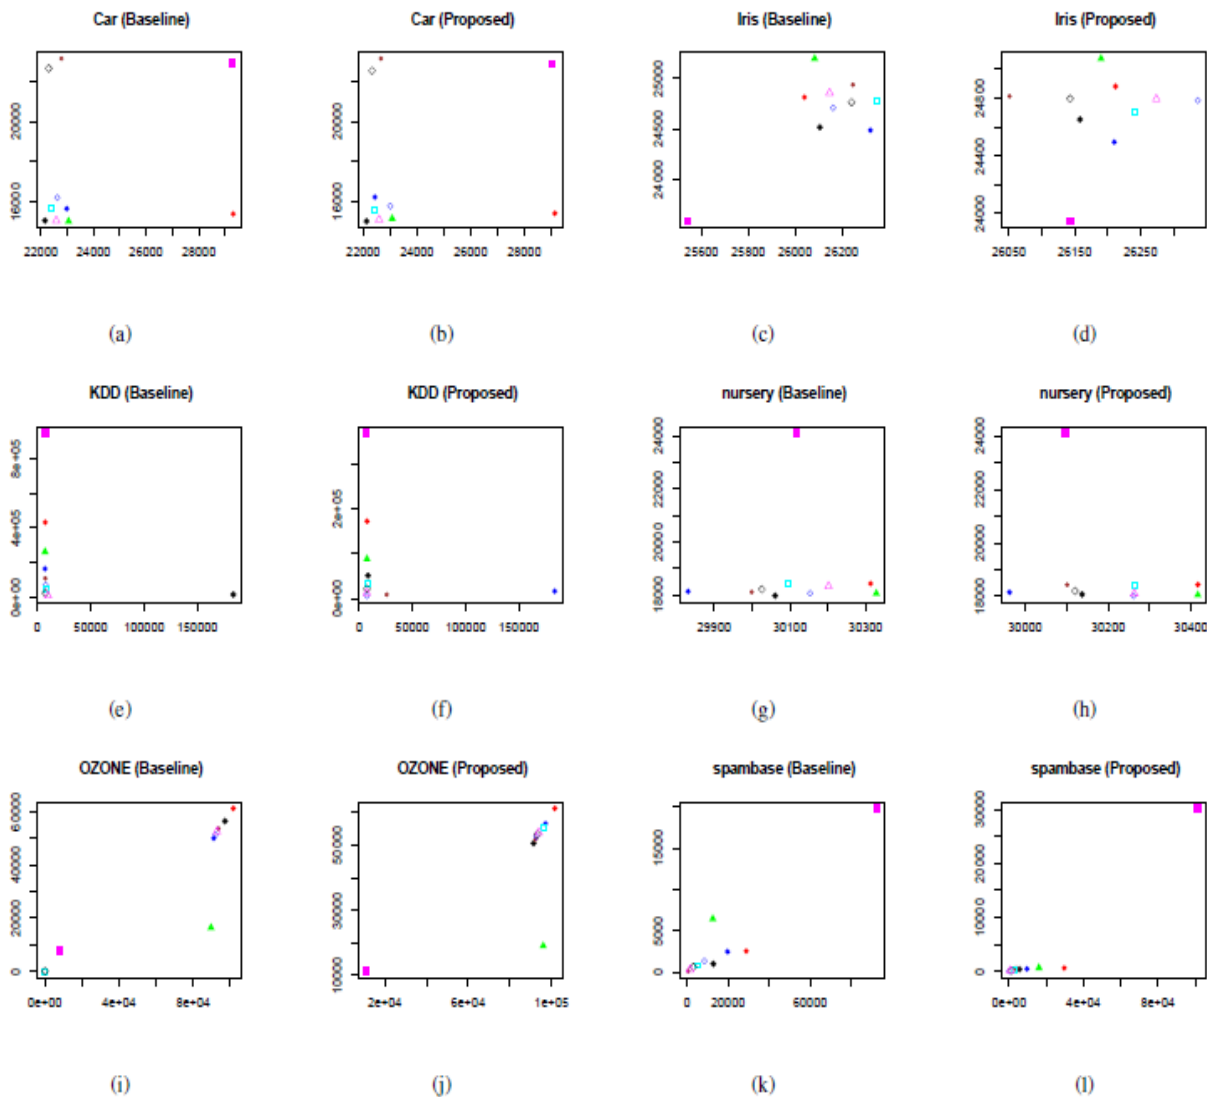 Car (Baseline)
Car (Proposed)
Iris (Baseline)
Iris (Proposed)
16000 20000
22000 24000 26000 28000
16000 20000
22000 24000 26000 28000
24000 24500 25000
25600 25800 26000 26200
24000 24400 24800
26050 26150 26250
(a)
(b)
(c)
(d)
KDD (Baseline)
KDD (Proposed)
nursery (Baseline)
nursery (Proposed)
0e+00 4e+05 8e+05
0 50000 100000 150000
0e+00 2e+05
0 50000 100000 150000
18000 20000 22000 24000
29900 30100 30300
18000 20000 22000 24000
30000 30200 30400
(e)
(f)
(g)
(h)
OZONE (Baseline)
OZONE (Proposed)
spambase (Baseline)
spambase (Proposed)
0 20000 40000 60000
0e+00 4e+04 8e+04
10000 30000 50000
2e+04 6e+04 1e+05
0 5000 15000
0 20000 60000
0 10000 20000 30000
0e+00 4e+04 8e+04
(i)
(j)
(k)
(l)